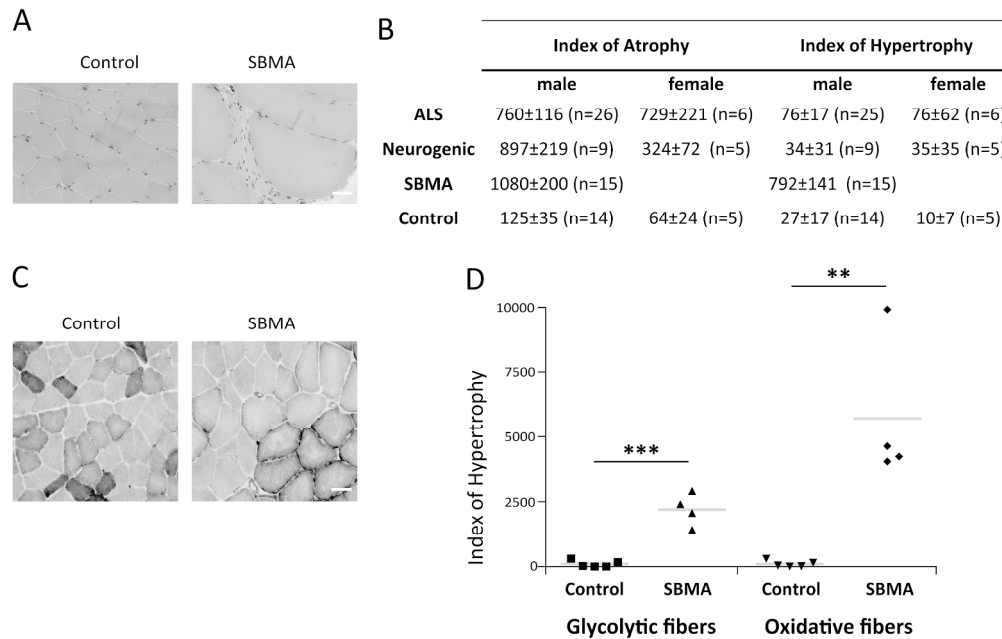 A
Control SBMA
B
Index of Atrophy Index of Hypertrophy
male female male female
ALS 760±116 (n=26) 729±221 (n=6) 76±17 (n=25) 76±62 (n=6)
Neurogenic 897±219 (n=9) 324±72 (n=5) 34±31 (n=9) 35±35 (n=5)
SBMA 1080±200 (n=15) 792±141 (n=15)
Control 125±35 (n=14) 64±24 (n=5) 27±17 (n=14) 10±7 (n=5)
C
Control SBMA
D
**
***
Index of Hypertrophy
10000
7500
5000
2500
0
Control SBMA Control SBMA
Glycolytic fibers Oxidative fibers